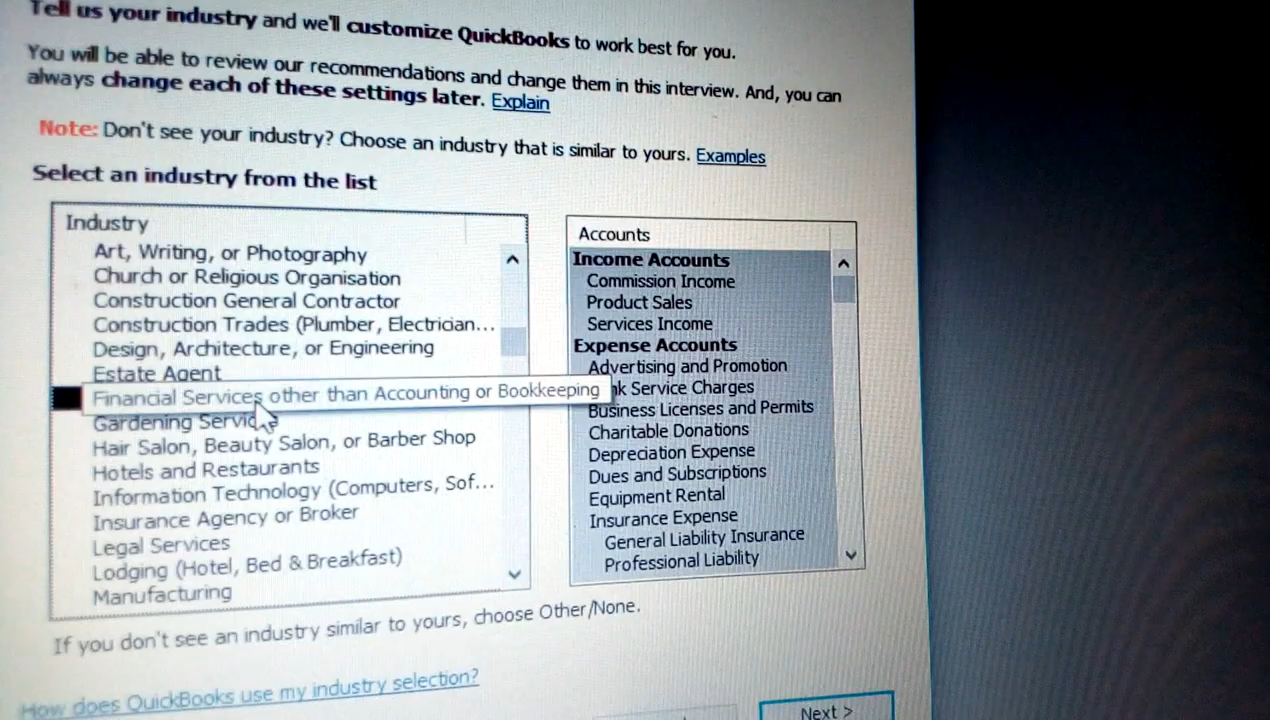 Tell us your industry and we'll customize QuickBooks to work best for you.
You will be able to review our recommendations and change them in this interview. And, you can
always change each of these settings later. Explain
Note: Don't see your industry? Choose an industry that is similar to yours. Examples
Select an industry from the list
Industry
Art, Writing, or Photography
Church or Religious Organisation
Construction General Contractor
Construction Trades (Plumber, Electrician...
Design, Architecture, or Engineering
Estate Agent
Financial Services other than Accounting or Bookkeeping
Gardening Service
Hair Salon, Beauty Salon, or Barber Shop
Hotels and Restaurants
Information Technology (Computers, Sof...
Insurance Agency or Broker
Legal Services
Lodging (Hotel, Bed & Breakfast)
Manufacturing
Accounts
Income Accounts
Commission Income
Product Sales
Services Income
Expense Accounts
Advertising and Promotion
nk Service Charges
Business Licenses and Permits
Charitable Donations
Depreciation Expense
Dues and Subscriptions
Equipment Rental
Insurance Expense
General Liability Insurance
Professional Liability
If you don't see an industry similar to yours, choose Other/None.
How does QuickBooks use my industry selection?
Next >